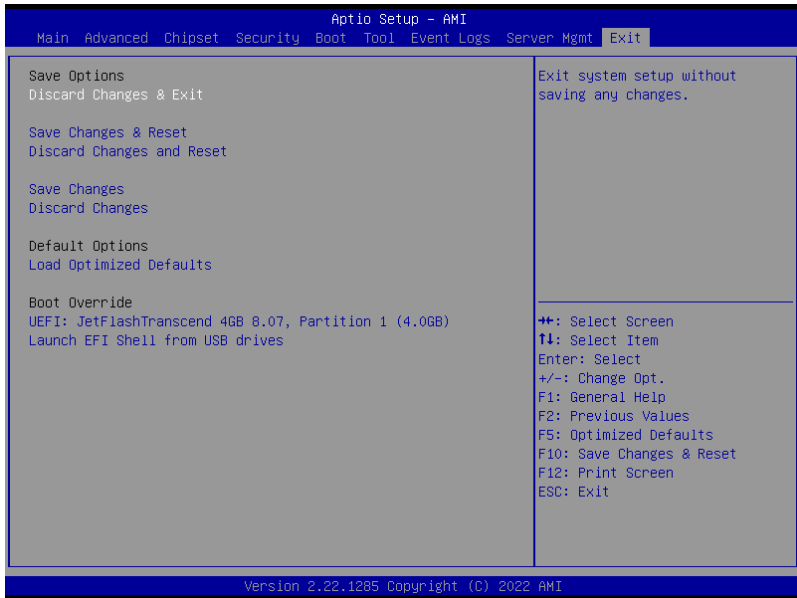 Aptio Setup – AMI
Main Advanced Chipset Security Boot Tool Event Logs Server Mgmt Exit
Save Options
Discard Changes & Exit
Save Changes & Reset
Discard Changes and Reset
Save Changes
Discard Changes
Default Options
Load Optimized Defaults
Boot Override
UEFI: JetFlashTranscend 4GB 8.07, Partition 1 (4.0GB)
Launch EFI Shell from USB drives
Exit system setup without
saving any changes.
→←: Select Screen
↑↓: Select Item
Enter: Select
+/-: Change Opt.
F1: General Help
F2: Previous Values
F5: Optimized Defaults
F10: Save Changes & Reset
F12: Print Screen
ESC: Exit
Version 2.22.1285 Copyright (C) 2022 AMI